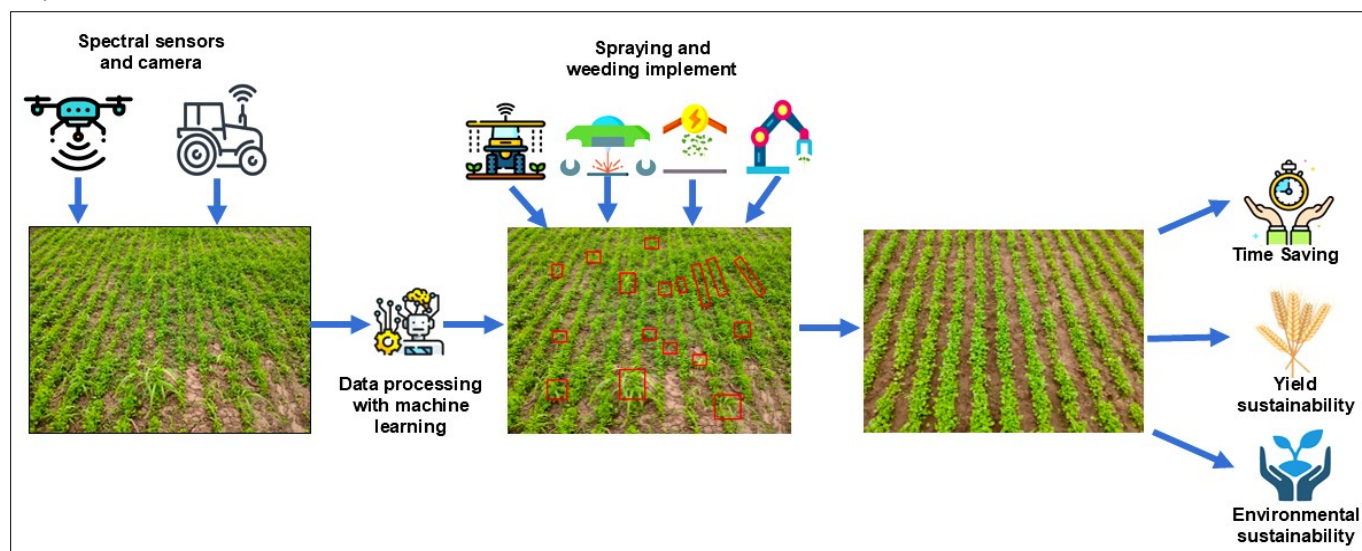 Spectral sensors
and camera
Spraying and
weeding implement
Data processing
with machine
learning
Time Saving
Yield
sustainability
Environmental
sustainability